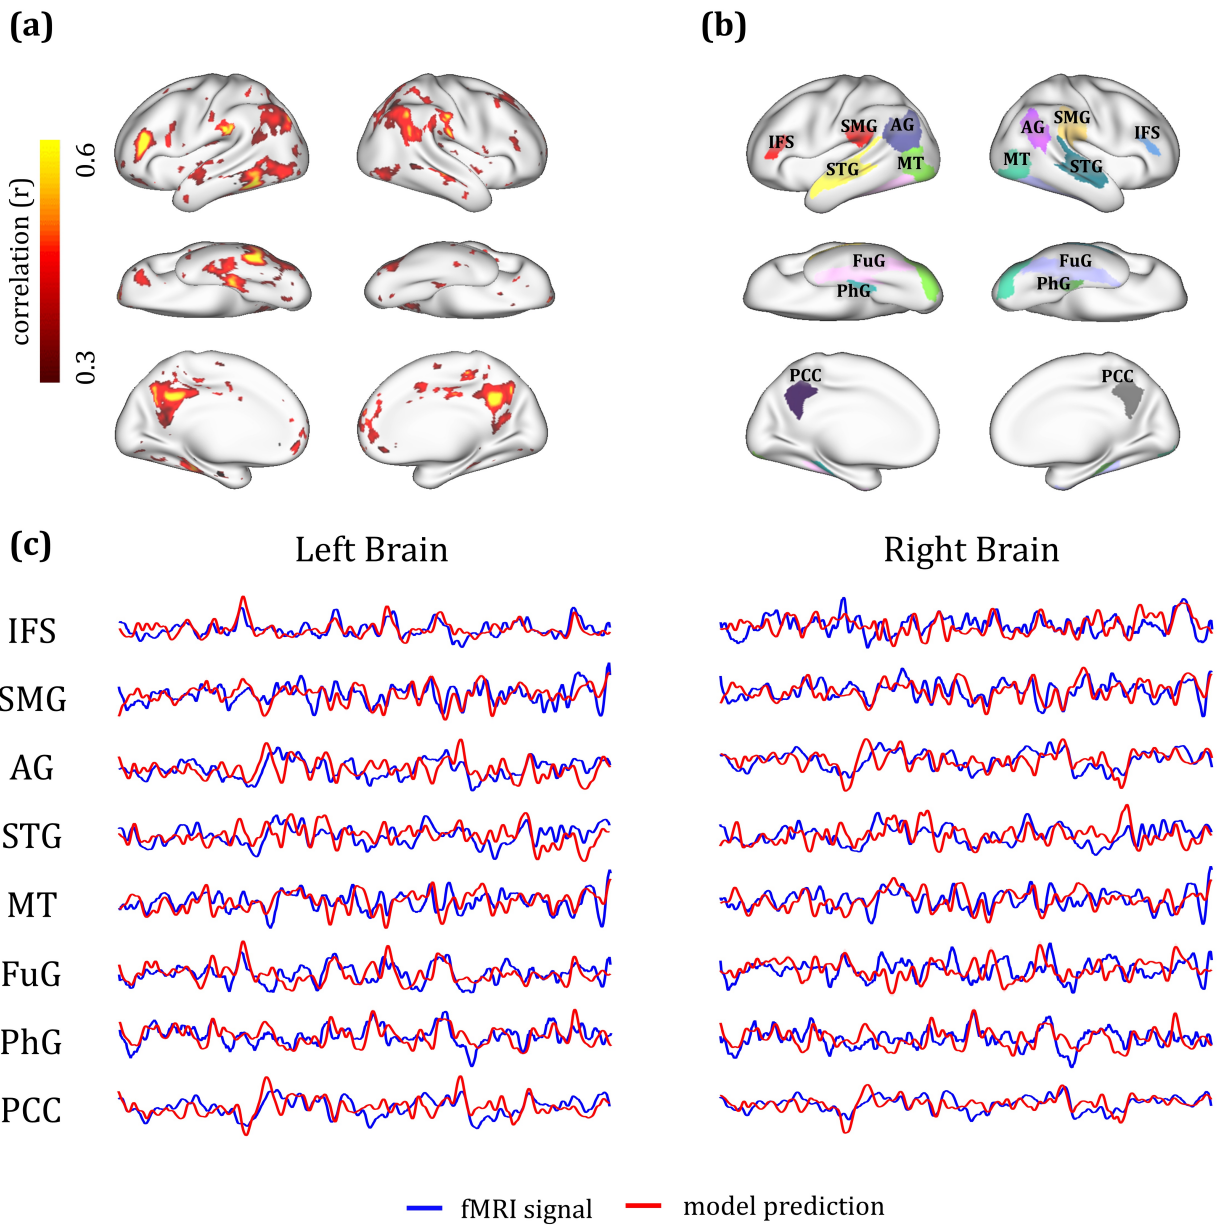 (a)
(b)
correlation (r)
0.6
0.3
IFS
SMG
AG
MT
STG
AG
SMG
IFS
MT
STG
FuG
PhG
FuG
PhG
PCC
PCC
(c)
Left Brain
Right Brain
IFS
SMG
AG
STG
MT
FuG
PhG
PCC
fMRI signal
model prediction